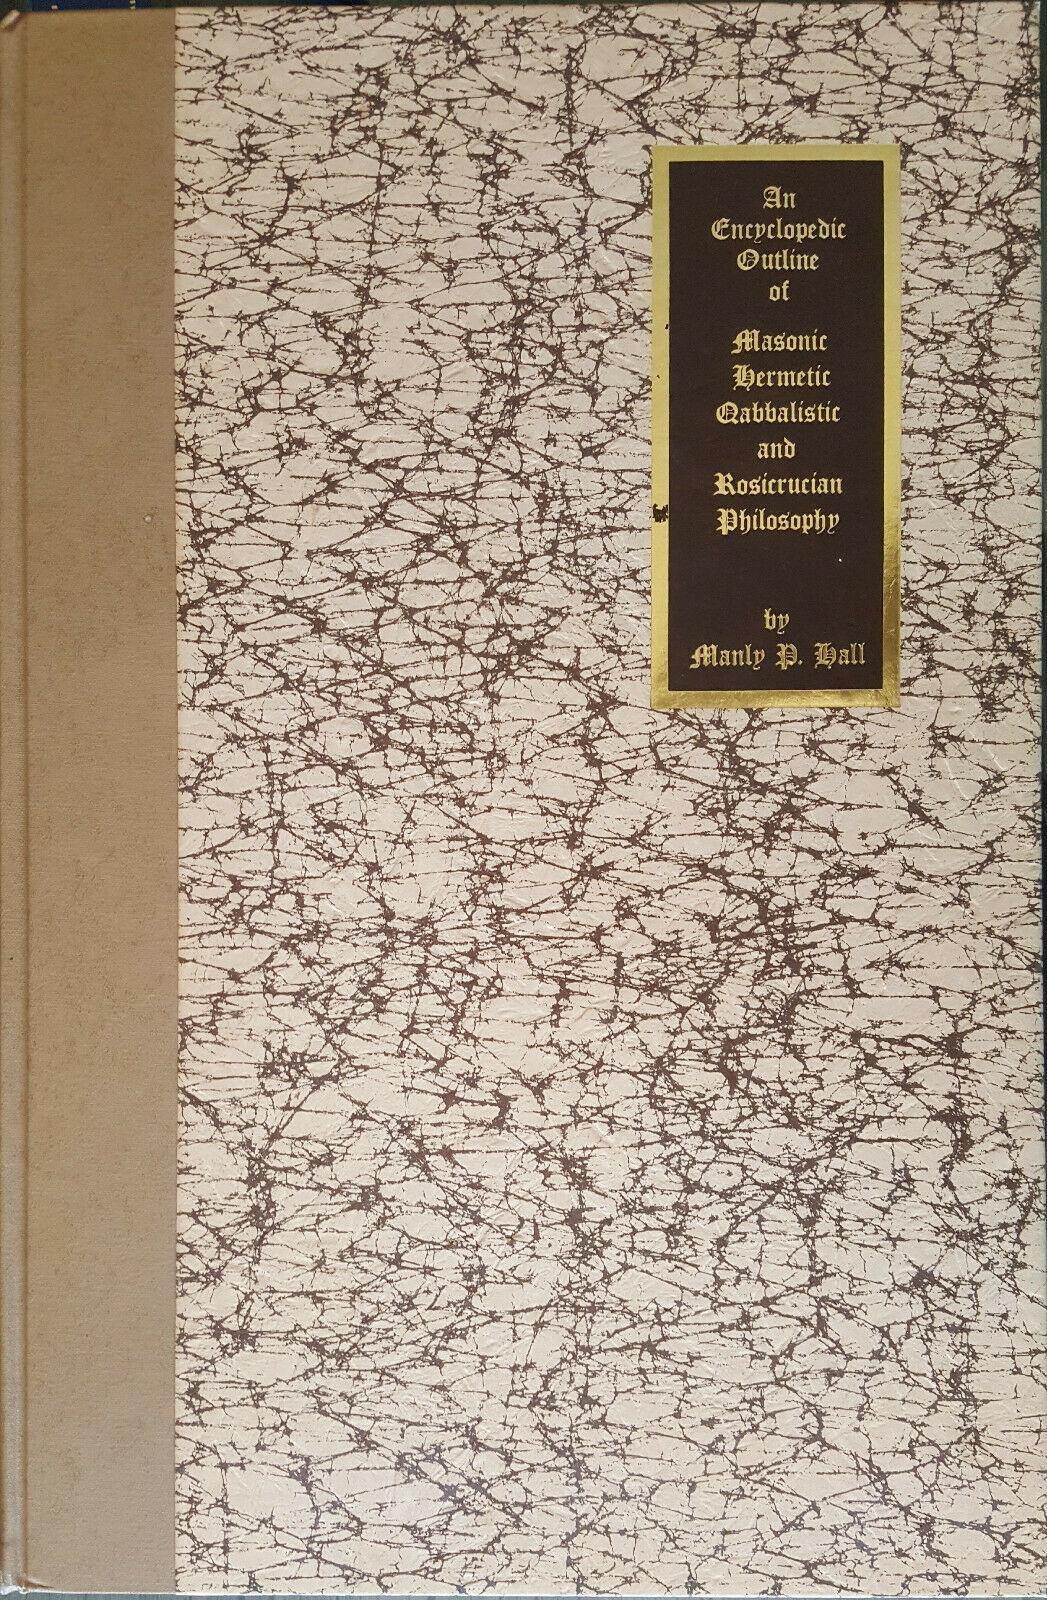 An
Encyclopedic
Outline
of
Masonic
Hermetic
Qabbalistic
and
Rosicrucian
Philosophy
by
Manly P. Hall